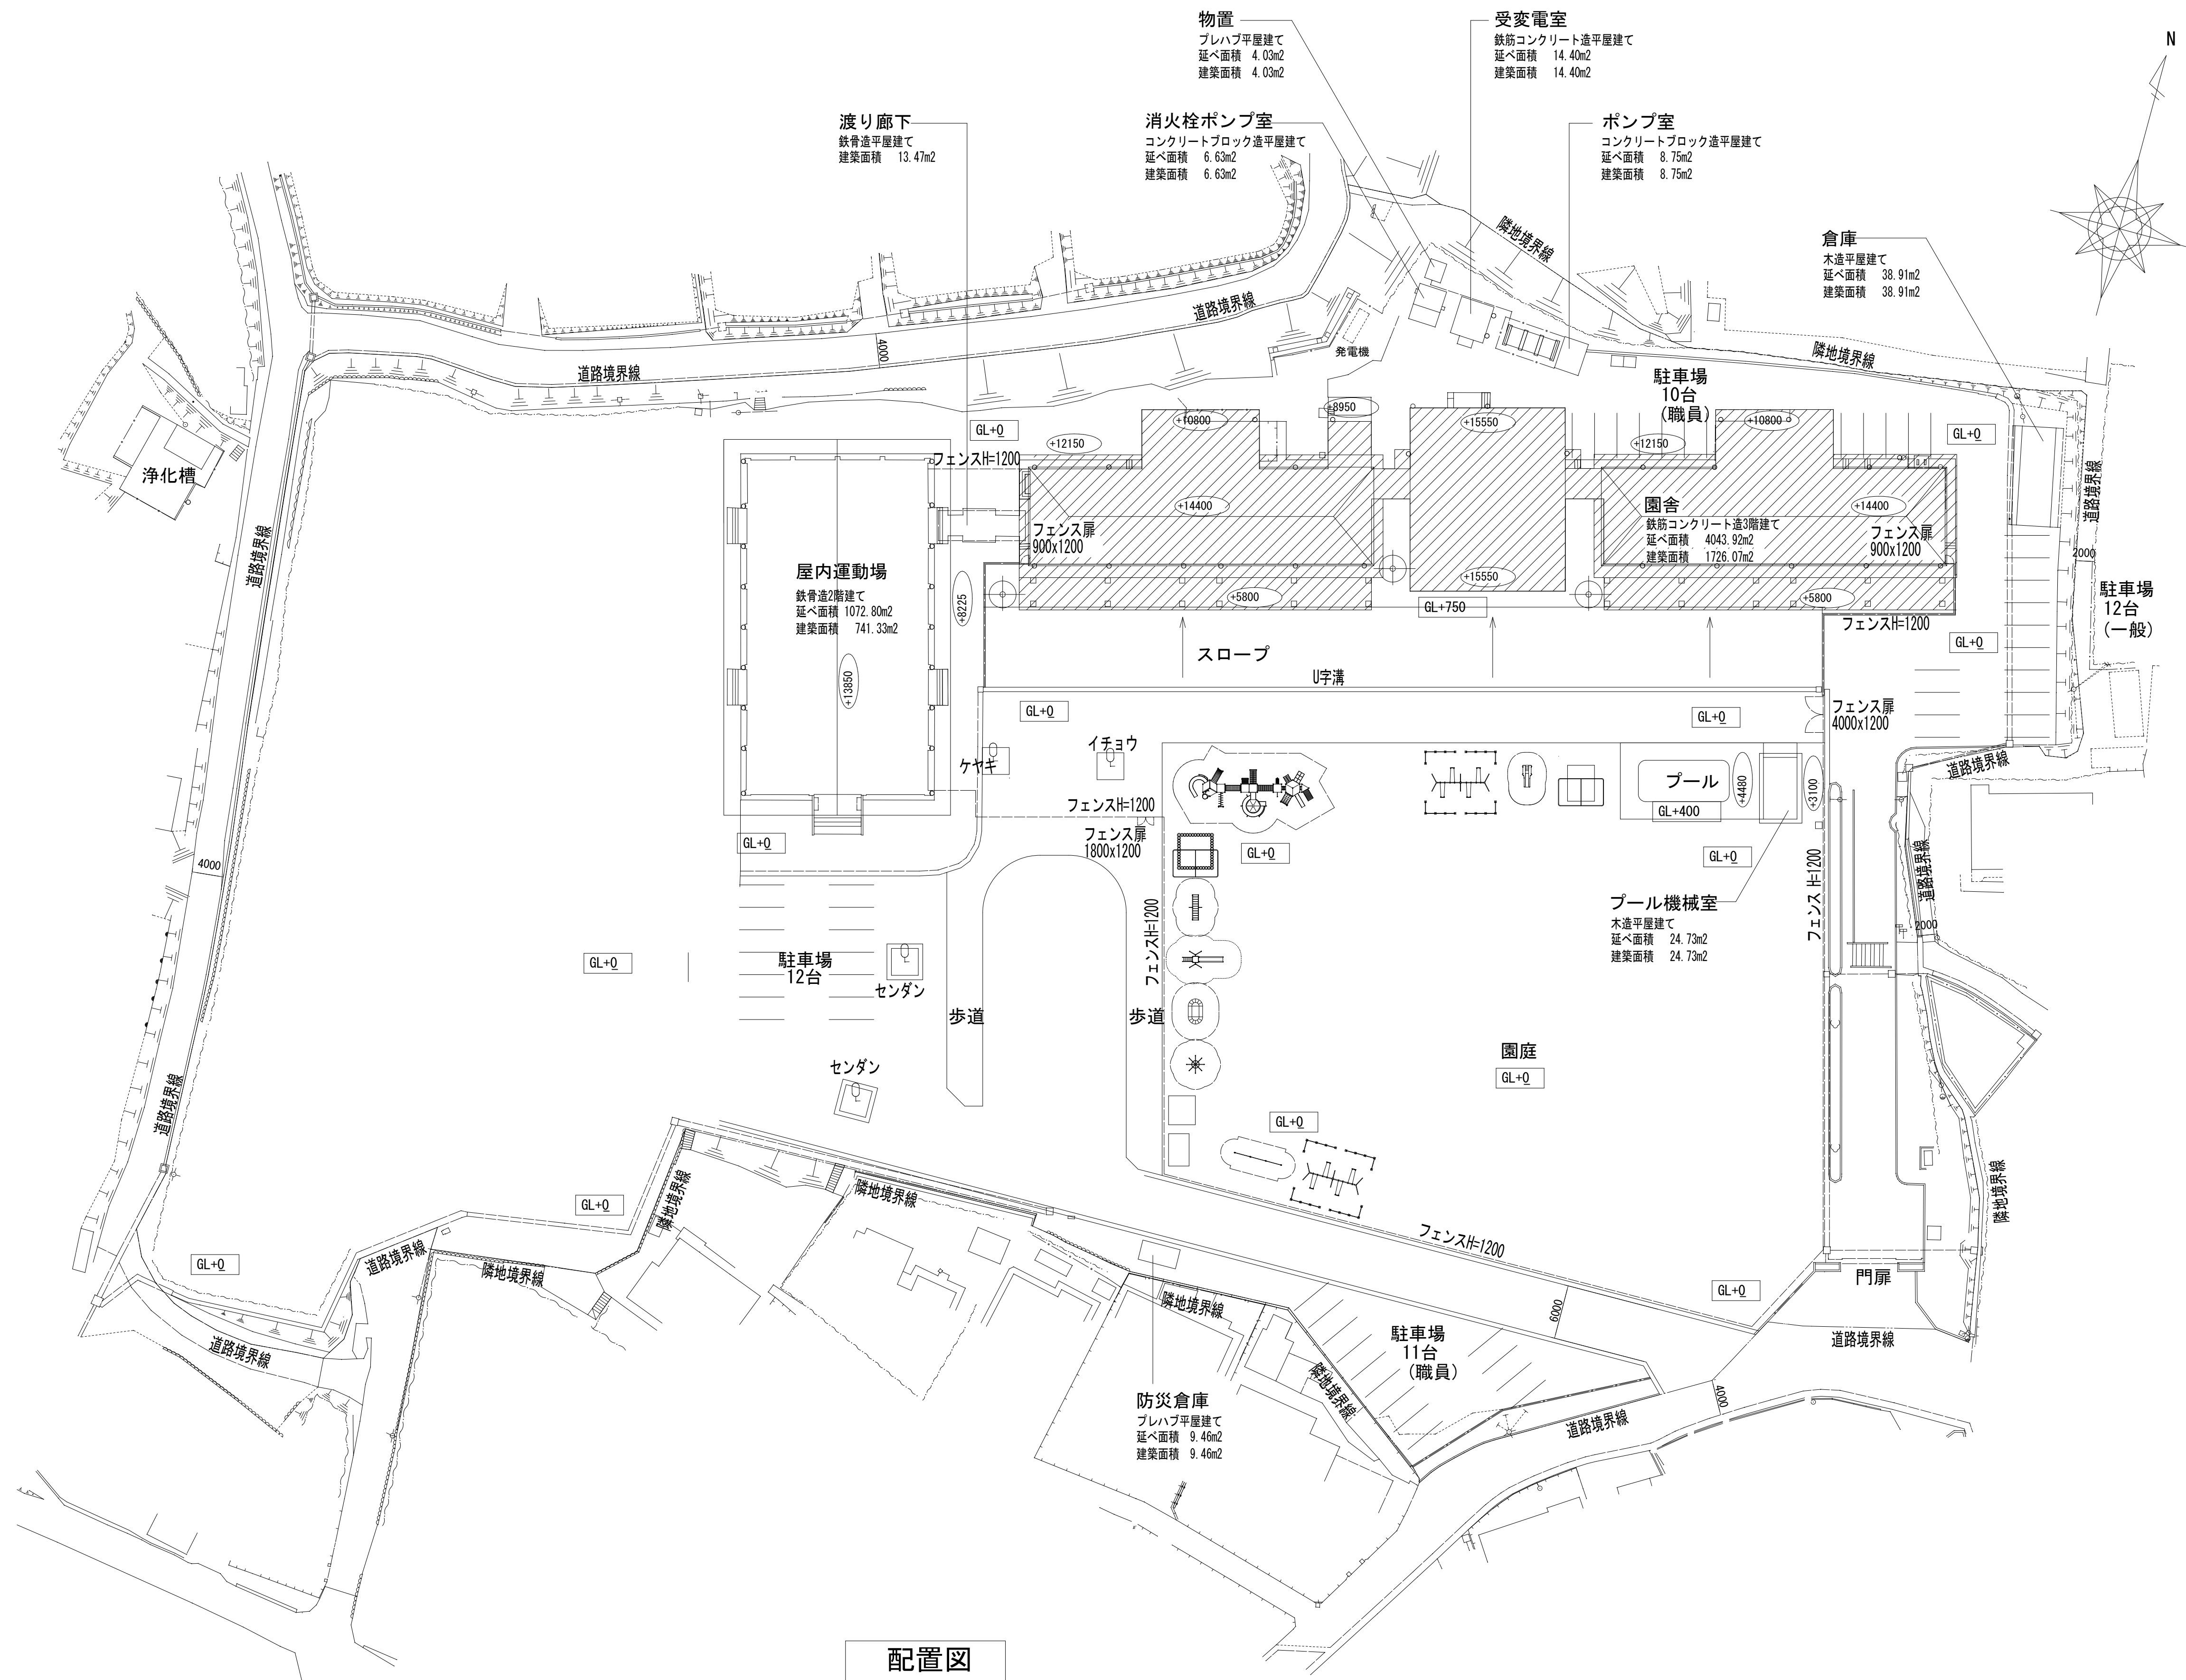 物置
プレハブ平屋建て
延べ面積 4.03m2
建築面積 4.03m2
受変電室
鉄筋コンクリート造平屋建て
延べ面積 14.40m2
建築面積 14.40m2
N
渡り廊下
鉄骨造平屋建て
建築面積 13.47m2
消火栓ポンプ室
コンクリートブロック造平屋建て
延べ面積 6.63m2
建築面積 6.63m2
ポンプ室
コンクリートブロック造平屋建て
延べ面積 8.75m2
建築面積 8.75m2
倉庫
木造平屋建て
延べ面積 38.91m2
建築面積 38.91m2
隣地境界線
道路境界線
4000
道路境界線
発電機
隣地境界線
駐車場
10台
(職員)
浄化槽
GL+0
+12150
+10800
+8950
+15550
+12150
+10800
GL+0
フェンスH=1200
+14400
フェンス扉
900x1200
園舎
鉄筋コンクリート造3階建て
延べ面積 4043.92m2
建築面積 1726.07m2
+14400
フェンス扉
900x1200
道路境界線
2000
駐車場
12台
(一般)
道路境界線
屋内運動場
鉄骨造2階建て
延べ面積 1072.80m2
建築面積 741.33m2
+8225
+13850
+5800
+15550
GL+750
+5800
フェンスH=1200
GL+0
スロープ
U字溝
GL+0
GL+0
フェンス扉
4000x1200
ケヤキ
イチョウ
プール
GL+400
+4480
+3100
道路境界線
フェンスH=1200
フェンス扉
1800x1200
GL+0
GL+0
GL+0
4000
フェンスH=1200
フェンス H=1200
道路境界線
2000
プール機械室
木造平屋建て
延べ面積 24.73m2
建築面積 24.73m2
GL+0
駐車場
12台
センダン
歩道
歩道
園庭
GL+0
センダン
道路境界線
GL+0
隣地境界線
隣地境界線
隣地境界線
GL+0
フェンスH=1200
GL+0
道路境界線
隣地境界線
門扉
GL+0
隣地境界線
6000
道路境界線
道路境界線
駐車場
11台
(職員)
隣地境界線
4000
道路境界線
防災倉庫
プレハブ平屋建て
延べ面積 9.46m2
建築面積 9.46m2
配置図